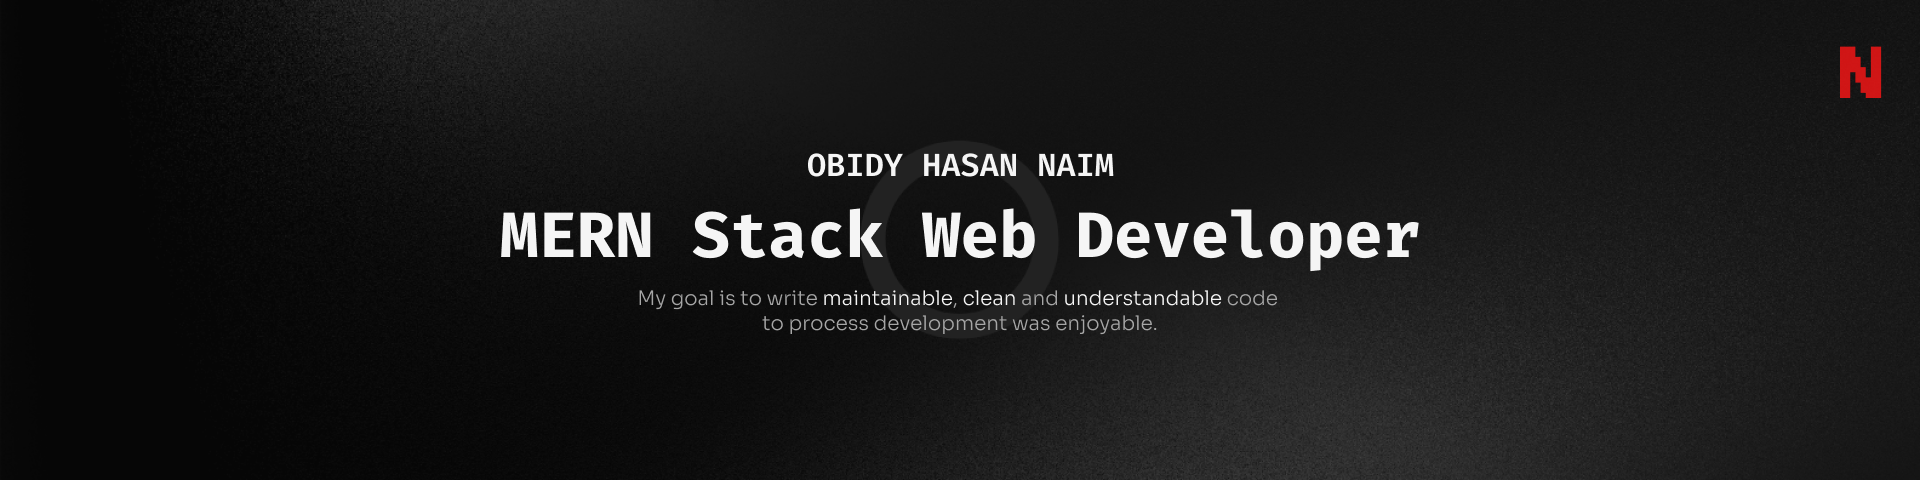 N
OBIDY HASAN NAIM
MERN Stack Web Developer
My goal is to write maintainable, clean and understandable code
to process development was enjoyable.